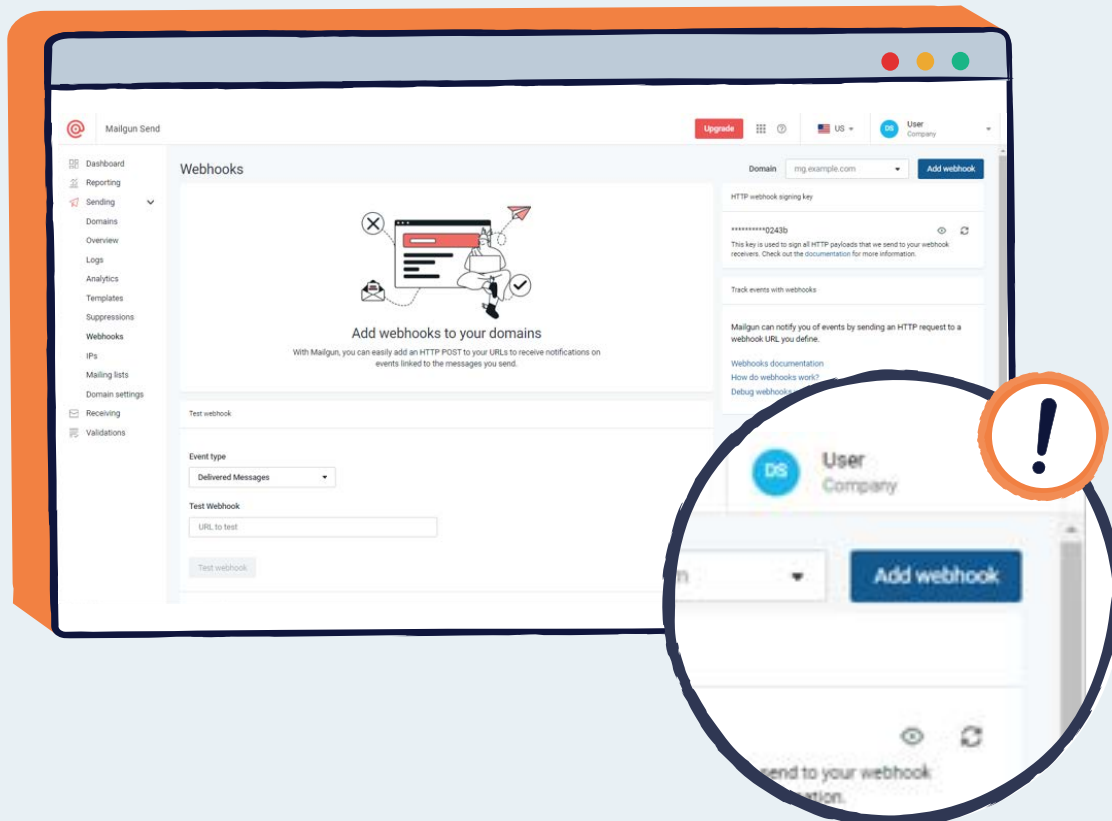 Mailgun Send
Upgrade
US
DS
User
Company
Dashboard
Reporting
Sending
Domains
Overview
Logs
Analytics
Templates
Suppressions
Webhooks
IPs
Mailing lists
Domain settings
Receiving
Validations
Webhooks
Domain
mg.example.com
Add webhook
Add webhooks to your domains
With Mailgun, you can easily add an HTTP POST to your URLs to receive notifications on
events linked to the messages you send.
Test webhook
Event type
Delivered Messages
Test Webhook
URL to test
Test webhook
HTTP webhook signing key
**********0243b
This key is used to sign all HTTP payloads that we send to your webhook
receivers. Check out the documentation for more information.
Track events with webhooks
Mailgun can notify you of events by sending an HTTP request to a
webhook URL you define.
Webhooks documentation
How do webhooks work?
Debug webhooks
!
DS
User
Company
Add webhook
send to your webhook